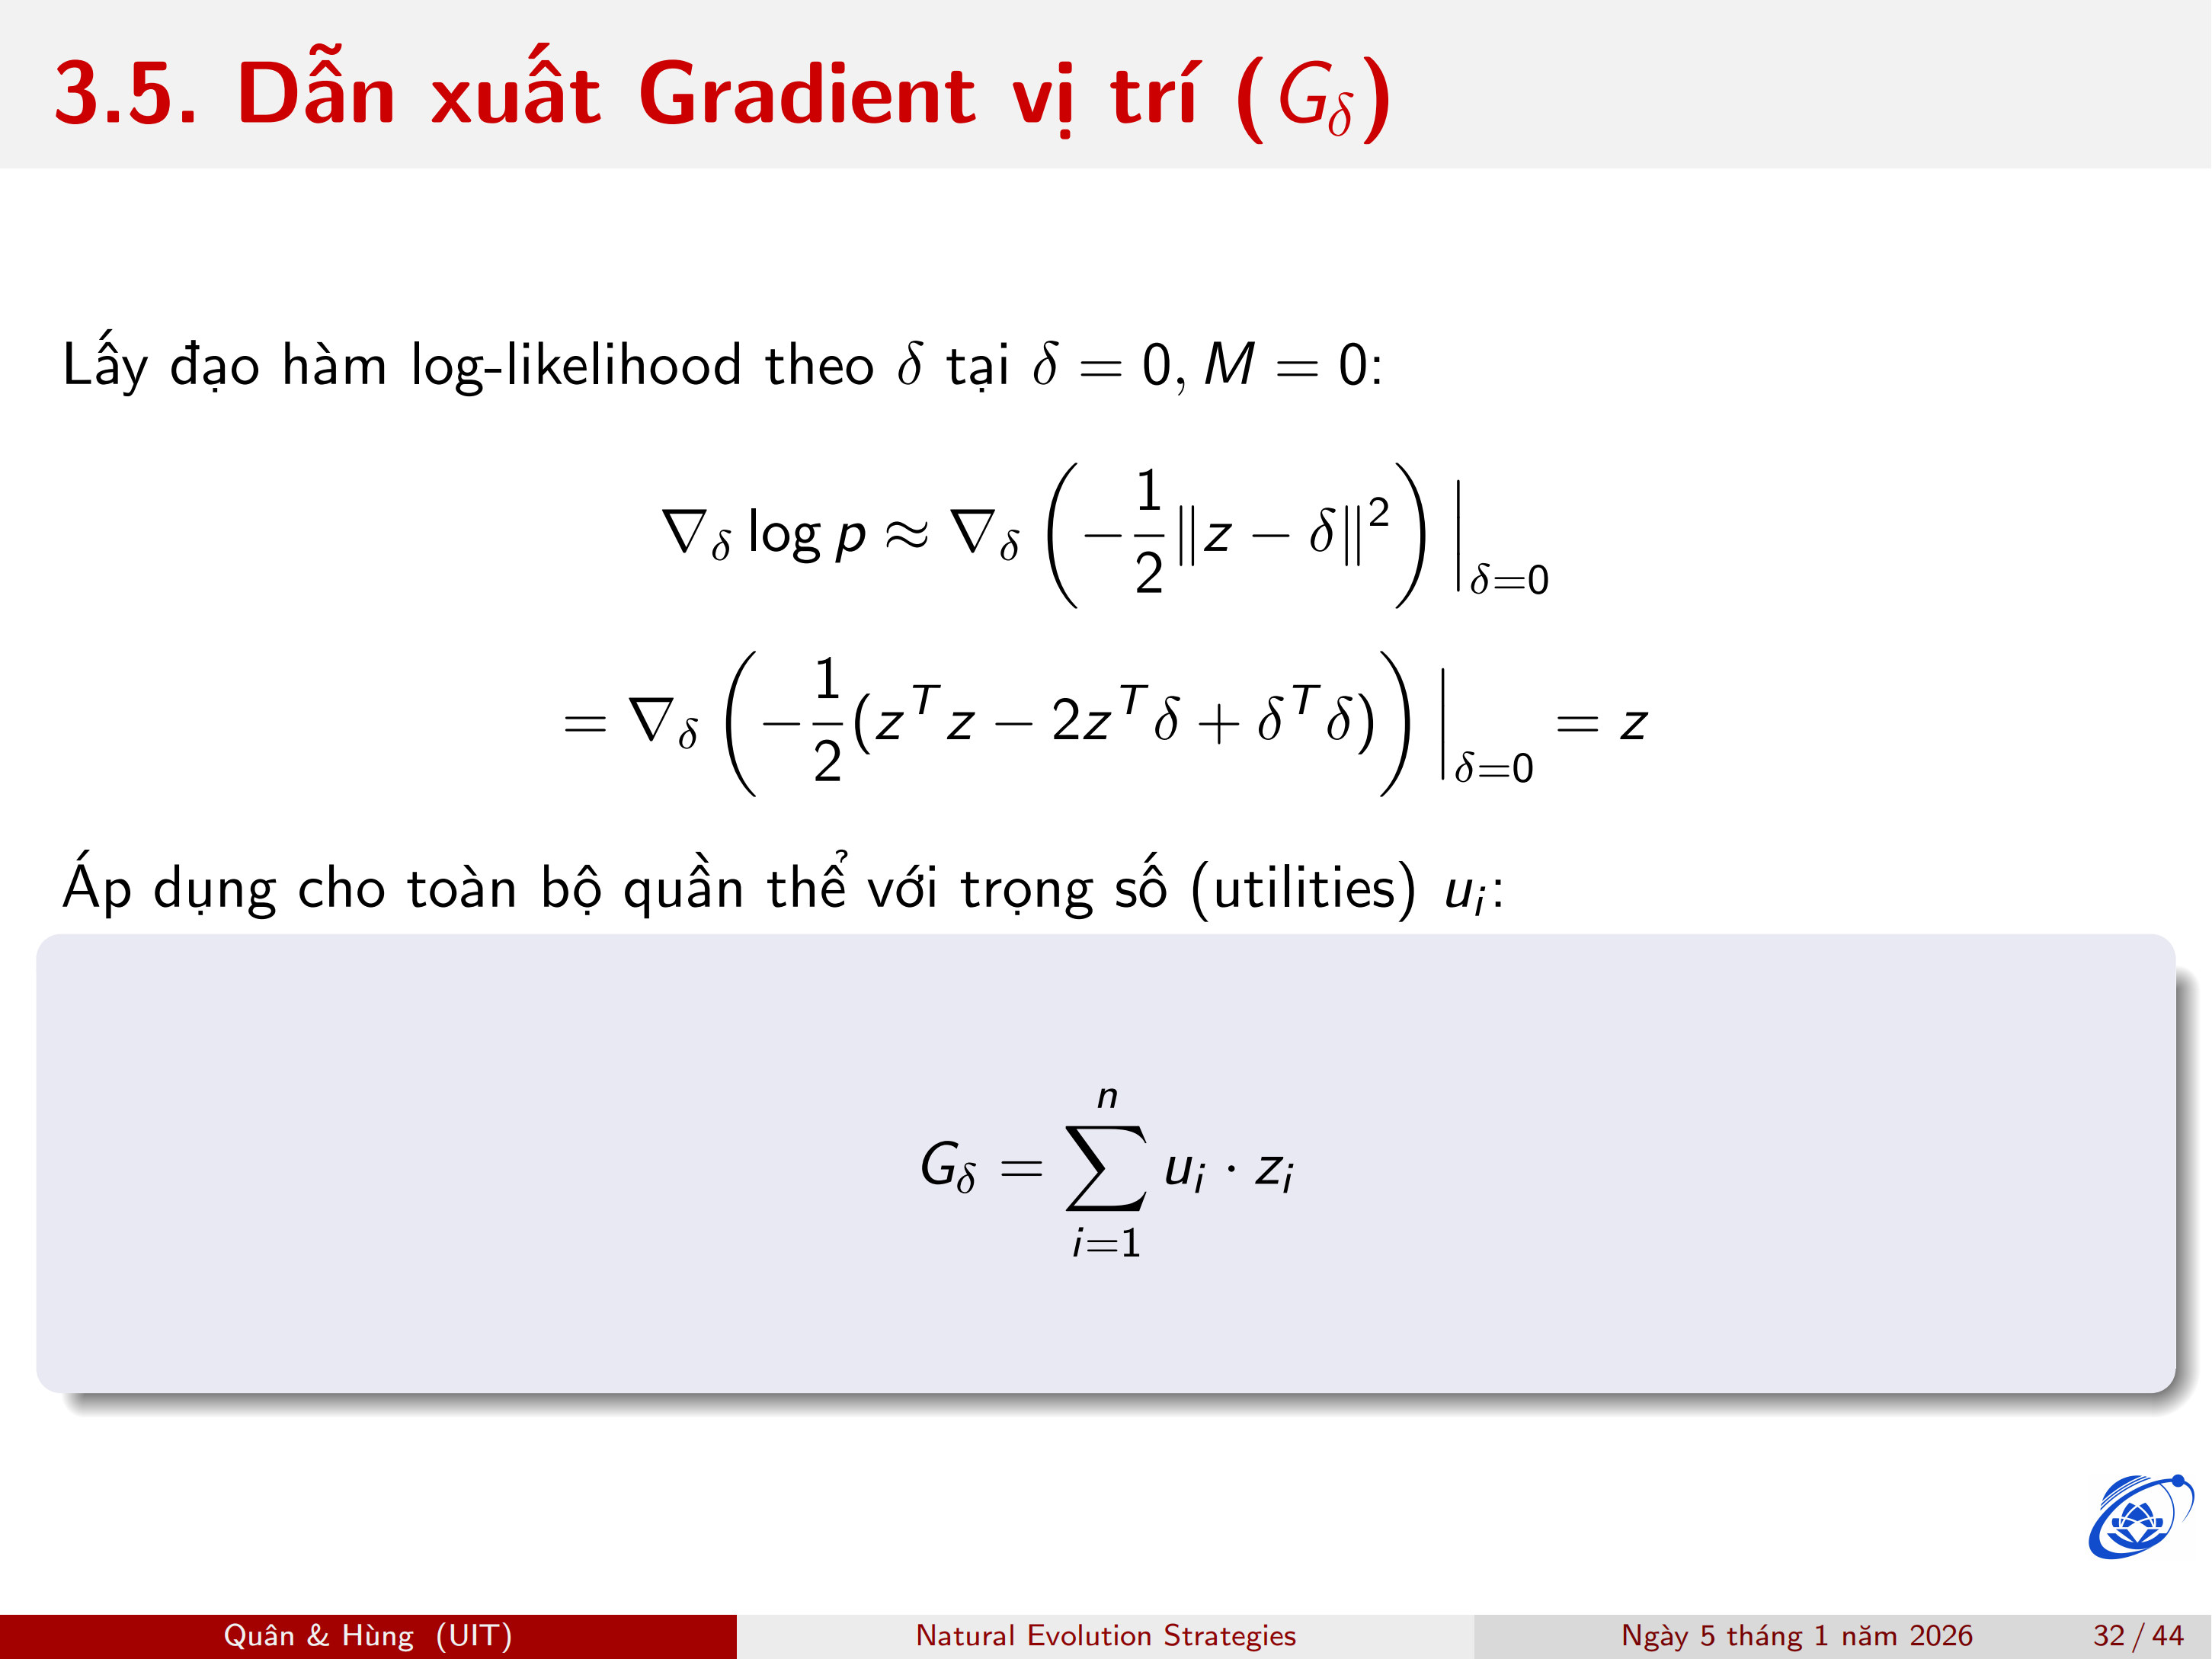 3.5. Dẫn xuất Gradient vị trí (G_δ)
Lấy đạo hàm log-likelihood theo δ tại δ = 0, M = 0:
∇_δ log p ≈ ∇_δ (−1/2 ‖z − δ‖²) |_{δ=0}
= ∇_δ (−1/2 (z^T z − 2z^T δ + δ^T δ)) |_{δ=0} = z
Áp dụng cho toàn bộ quần thể với trọng số (utilities) u_i:
G_δ = ∑_{i=1}^{n} u_i · z_i
Quân & Hùng (UIT) Natural Evolution Strategies Ngày 5 tháng 1 năm 2026 32 / 44